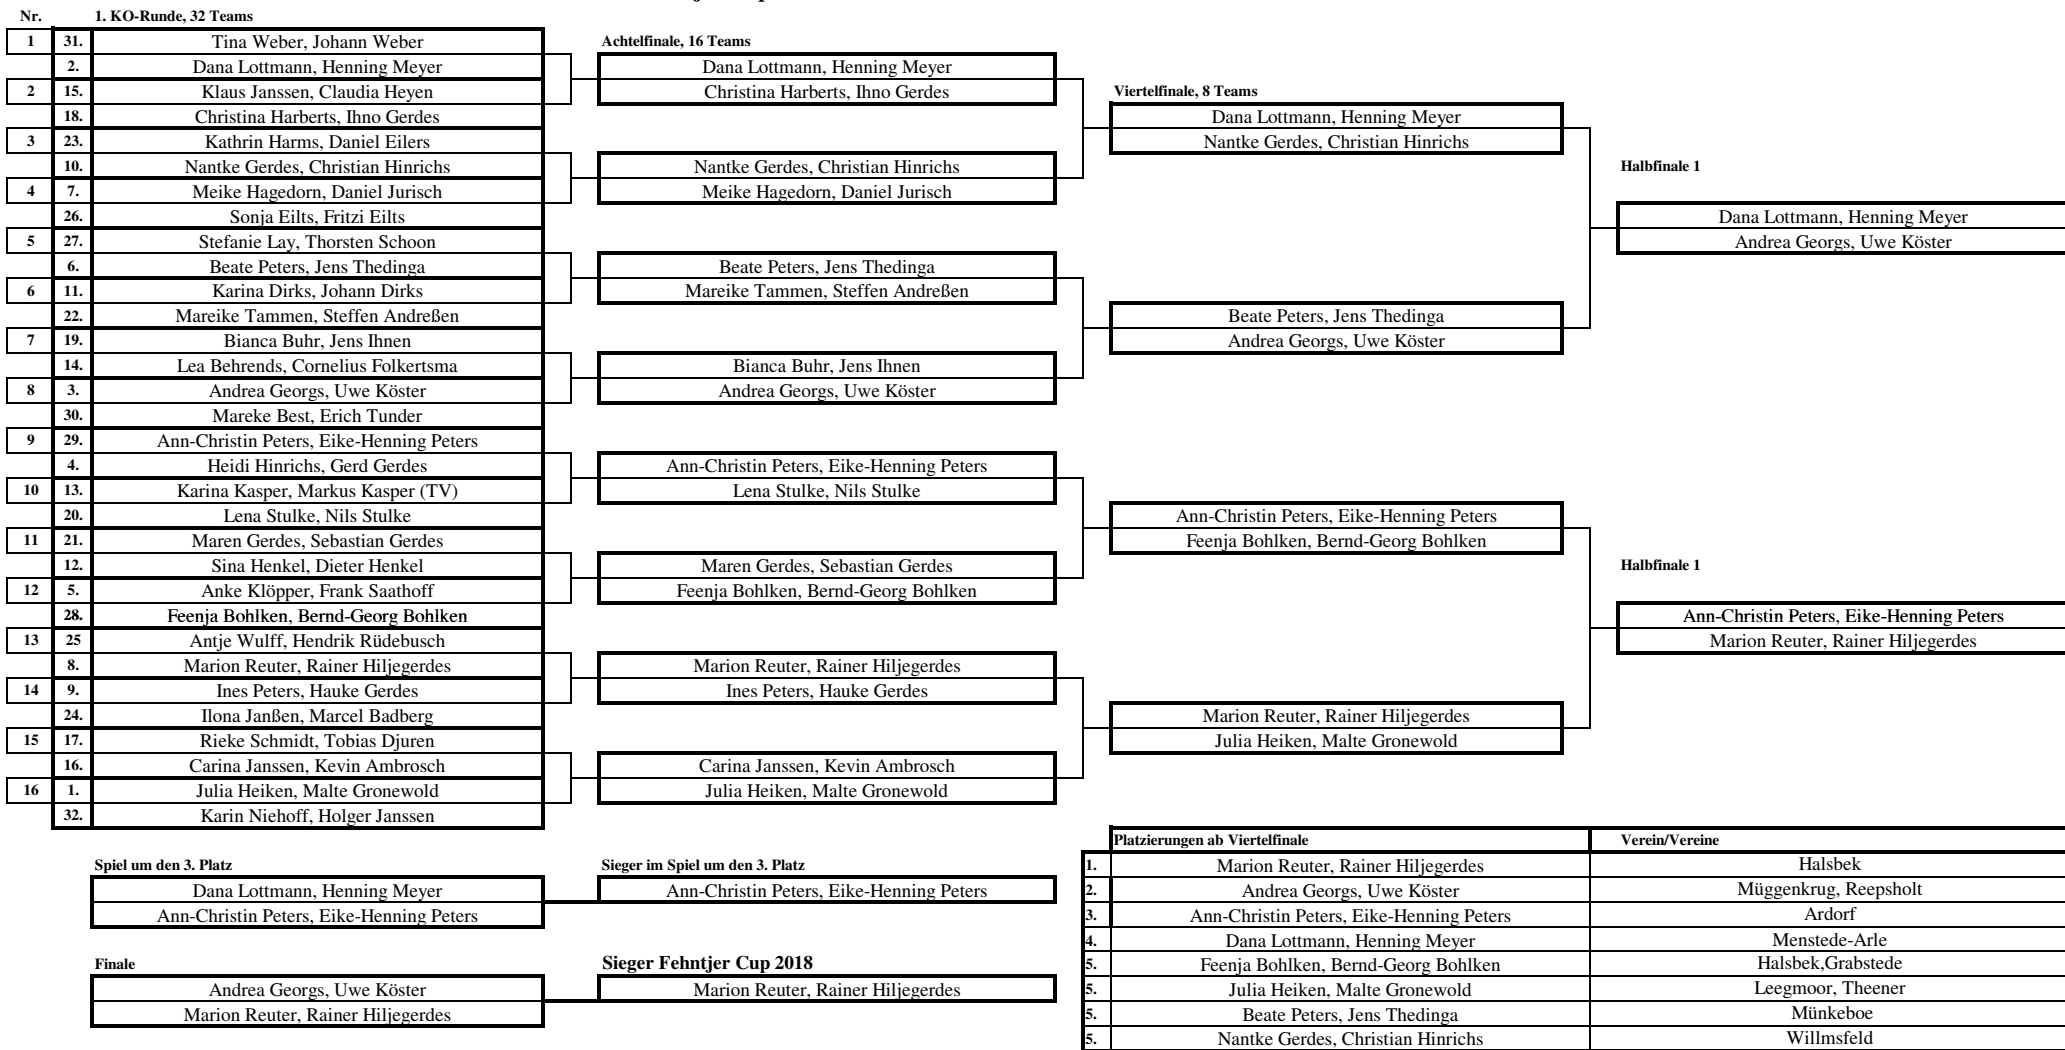 Nr. 1. KO-Runde, 32 Teams
1 31. Tina Weber, Johann Weber
2. Dana Lottmann, Henning Meyer
2 15. Klaus Janssen, Claudia Heyen
18. Christina Harberts, Ihno Gerdes
3 23. Kathrin Harms, Daniel Eilers
10. Nantke Gerdes, Christian Hinrichs
4 7. Meike Hagedorn, Daniel Jurisch
26. Sonja Eilts, Fritzi Eilts
5 27. Stefanie Lay, Thorsten Schoon
6. Beate Peters, Jens Thedinga
6 11. Karina Dirks, Johann Dirks
22. Mareike Tammen, Steffen Andreßen
7 19. Bianca Buhr, Jens Ihnen
14. Lea Behrends, Cornelius Folkertsma
8 3. Andrea Georgs, Uwe Köster
30. Mareke Best, Erich Tunder
9 29. Ann-Christin Peters, Eike-Henning Peters
4. Heidi Hinrichs, Gerd Gerdes
10 13. Karina Kasper, Markus Kasper (TV)
20. Lena Stulke, Nils Stulke
11 21. Maren Gerdes, Sebastian Gerdes
12. Sina Henkel, Dieter Henkel
12 5. Anke Klöpper, Frank Saathoff
28. Feenja Bohlken, Bernd-Georg Bohlken
13 25 Antje Wulff, Hendrik Rüdebusch
8. Marion Reuter, Rainer Hiljegerdes
14 9. Ines Peters, Hauke Gerdes
24. Ilona Janßen, Marcel Badberg
15 17. Rieke Schmidt, Tobias Djuren
16. Carina Janssen, Kevin Ambrosch
16 1. Julia Heiken, Malte Gronewold
32. Karin Niehoff, Holger Janssen
Achtelfinale, 16 Teams
Dana Lottmann, Henning Meyer
Christina Harberts, Ihno Gerdes
Nantke Gerdes, Christian Hinrichs
Meike Hagedorn, Daniel Jurisch
Beate Peters, Jens Thedinga
Mareike Tammen, Steffen Andreßen
Bianca Buhr, Jens Ihnen
Andrea Georgs, Uwe Köster
Ann-Christin Peters, Eike-Henning Peters
Lena Stulke, Nils Stulke
Maren Gerdes, Sebastian Gerdes
Feenja Bohlken, Bernd-Georg Bohlken
Marion Reuter, Rainer Hiljegerdes
Ines Peters, Hauke Gerdes
Carina Janssen, Kevin Ambrosch
Julia Heiken, Malte Gronewold
Viertelfinale, 8 Teams
Dana Lottmann, Henning Meyer
Nantke Gerdes, Christian Hinrichs
Beate Peters, Jens Thedinga
Andrea Georgs, Uwe Köster
Ann-Christin Peters, Eike-Henning Peters
Feenja Bohlken, Bernd-Georg Bohlken
Marion Reuter, Rainer Hiljegerdes
Julia Heiken, Malte Gronewold
Halbfinale 1
Dana Lottmann, Henning Meyer
Andrea Georgs, Uwe Köster
Halbfinale 1
Ann-Christin Peters, Eike-Henning Peters
Marion Reuter, Rainer Hiljegerdes
Spiel um den 3. Platz
Dana Lottmann, Henning Meyer
Ann-Christin Peters, Eike-Henning Peters
Sieger im Spiel um den 3. Platz
Ann-Christin Peters, Eike-Henning Peters
Finale
Andrea Georgs, Uwe Köster
Marion Reuter, Rainer Hiljegerdes
Sieger Fehntjer Cup 2018
Marion Reuter, Rainer Hiljegerdes
Platzierungen ab Viertelfinale Verein/Vereine
1. Marion Reuter, Rainer Hiljegerdes Halsbek
2. Andrea Georgs, Uwe Köster Müggenkrug, Reepsholt
3. Ann-Christin Peters, Eike-Henning Peters Ardorf
4. Dana Lottmann, Henning Meyer Menstede-Arle
5. Feenja Bohlken, Bernd-Georg Bohlken Halsbek,Grabstede
5. Julia Heiken, Malte Gronewold Leegmoor, Theener
5. Beate Peters, Jens Thedinga Münkeboe
5. Nantke Gerdes, Christian Hinrichs Willmsfeld